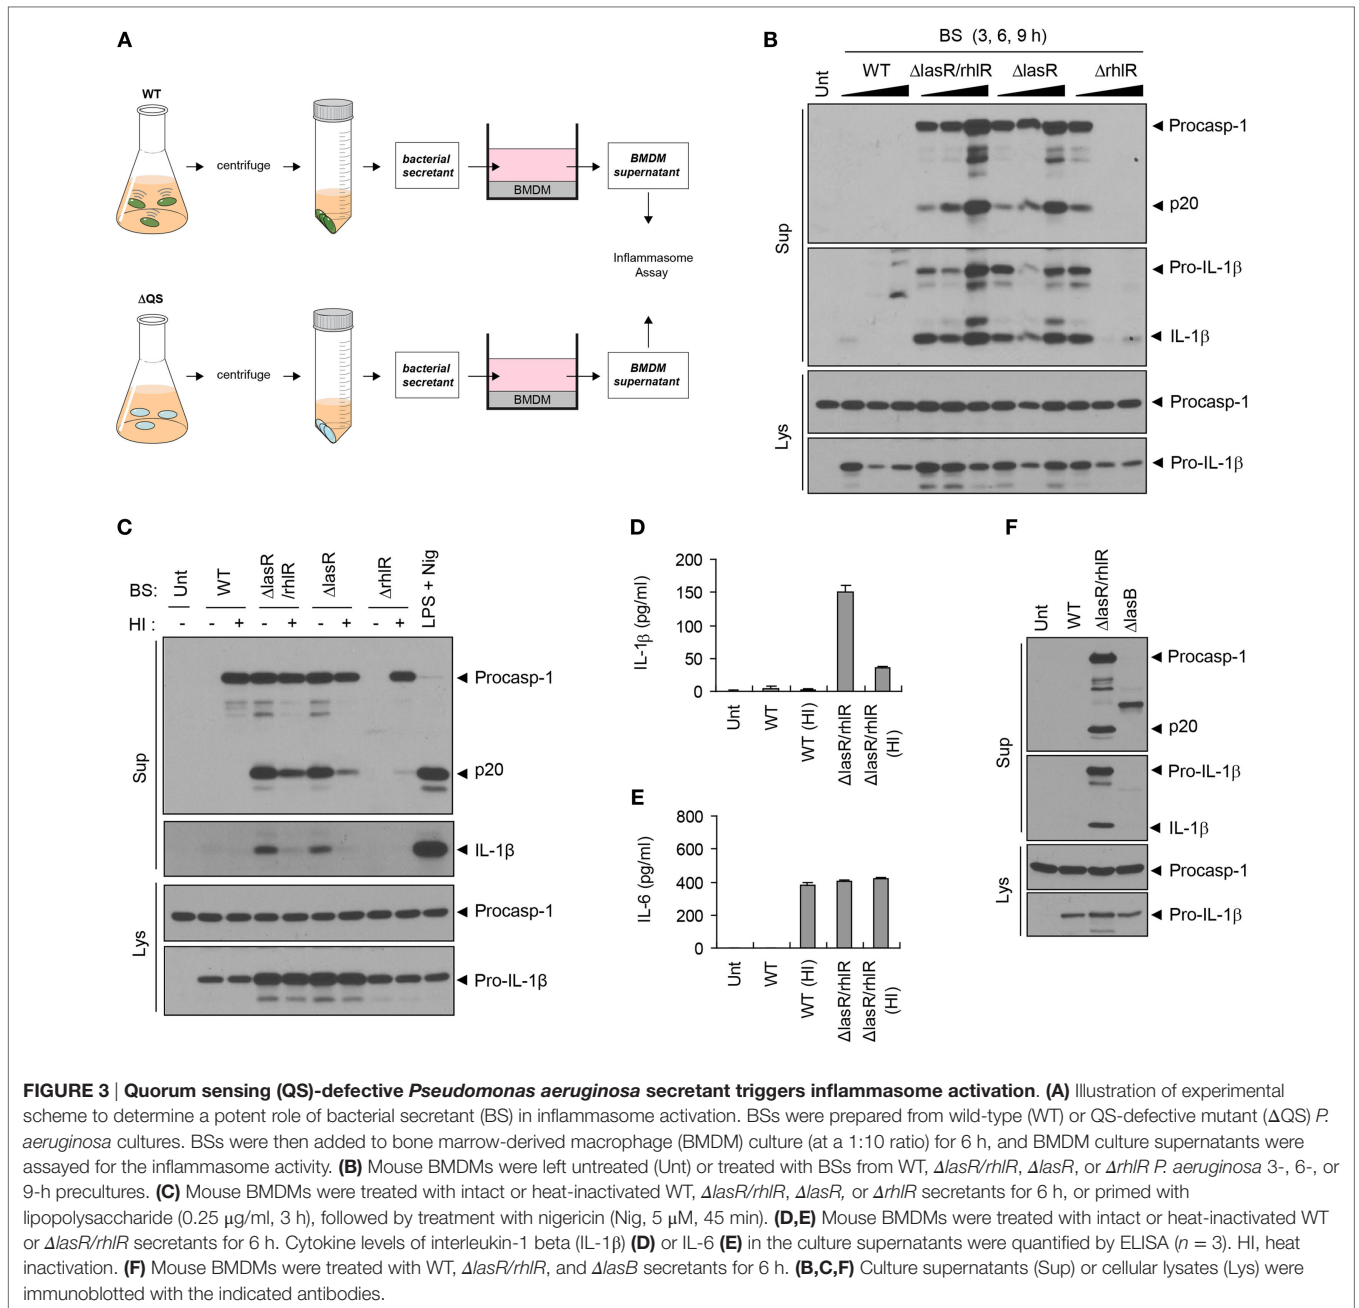 A
WT
centrifuge
bacterial
secretant
BMDM
BMDM
supernatant
Inflammasome
Assay
ΔQS
centrifuge
bacterial
secretant
BMDM
BMDM
supernatant
B
BS (3, 6, 9 h)
Unt
WT
ΔlasR/rhlR
ΔlasR
ΔrhlR
Sup
Procasp-1
p20
Pro-IL-1β
IL-1β
Lys
Procasp-1
Pro-IL-1β
C
BS:
Unt
WT
ΔlasR
/rhlR
ΔlasR
ΔrhlR
LPS + Nig
HI : - - + - + - + - +
Sup
Procasp-1
p20
IL-1β
Lys
Procasp-1
Pro-IL-1β
D
IL-1β (pg/ml)
200
150
100
50
0
Unt
WT
WT (HI)
ΔlasR/rhlR
ΔlasR/rhlR
(HI)
E
IL-6 (pg/ml)
800
600
400
200
0
Unt
WT
WT (HI)
ΔlasR/rhlR
ΔlasR/rhlR
(HI)
F
Unt
WT
ΔlasR/rhlR
ΔlasB
Sup
Procasp-1
p20
Pro-IL-1β
IL-1β
Lys
Procasp-1
Pro-IL-1β
FIGURE 3 | Quorum sensing (QS)-defective Pseudomonas aeruginosa secretant triggers inflammasome activation. (A) Illustration of experimental
scheme to determine a potent role of bacterial secretant (BS) in inflammasome activation. BSs were prepared from wild-type (WT) or QS-defective mutant (ΔQS) P.
aeruginosa cultures. BSs were then added to bone marrow-derived macrophage (BMDM) culture (at a 1:10 ratio) for 6 h, and BMDM culture supernatants were
assayed for the inflammasome activity. (B) Mouse BMDMs were left untreated (Unt) or treated with BSs from WT, ΔlasR/rhlR, ΔlasR, or ΔrhlR P. aeruginosa 3-, 6-, or
9-h precultures. (C) Mouse BMDMs were treated with intact or heat-inactivated WT, ΔlasR/rhlR, ΔlasR, or ΔrhlR secretants for 6 h, or primed with
lipopolysaccharide (0.25 μg/ml, 3 h), followed by treatment with nigericin (Nig, 5 μM, 45 min). (D,E) Mouse BMDMs were treated with intact or heat-inactivated WT
or ΔlasR/rhlR secretants for 6 h. Cytokine levels of interleukin-1 beta (IL-1β) (D) or IL-6 (E) in the culture supernatants were quantified by ELISA (n = 3). HI, heat
inactivation. (F) Mouse BMDMs were treated with WT, ΔlasR/rhlR, and ΔlasB secretants for 6 h. (B,C,F) Culture supernatants (Sup) or cellular lysates (Lys) were
immunoblotted with the indicated antibodies.